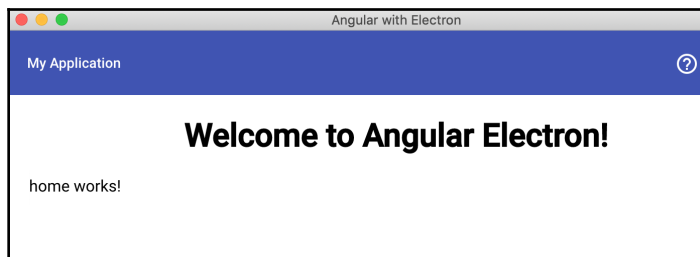 Angular with Electron
My Application
?
Welcome to Angular Electron!
home works!